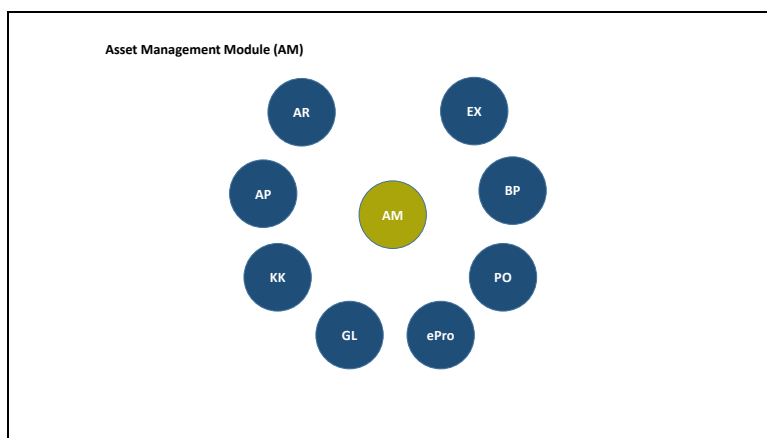 Asset Management Module (AM)
AR
EX
AP
BP
AM
KK
PO
GL
ePro